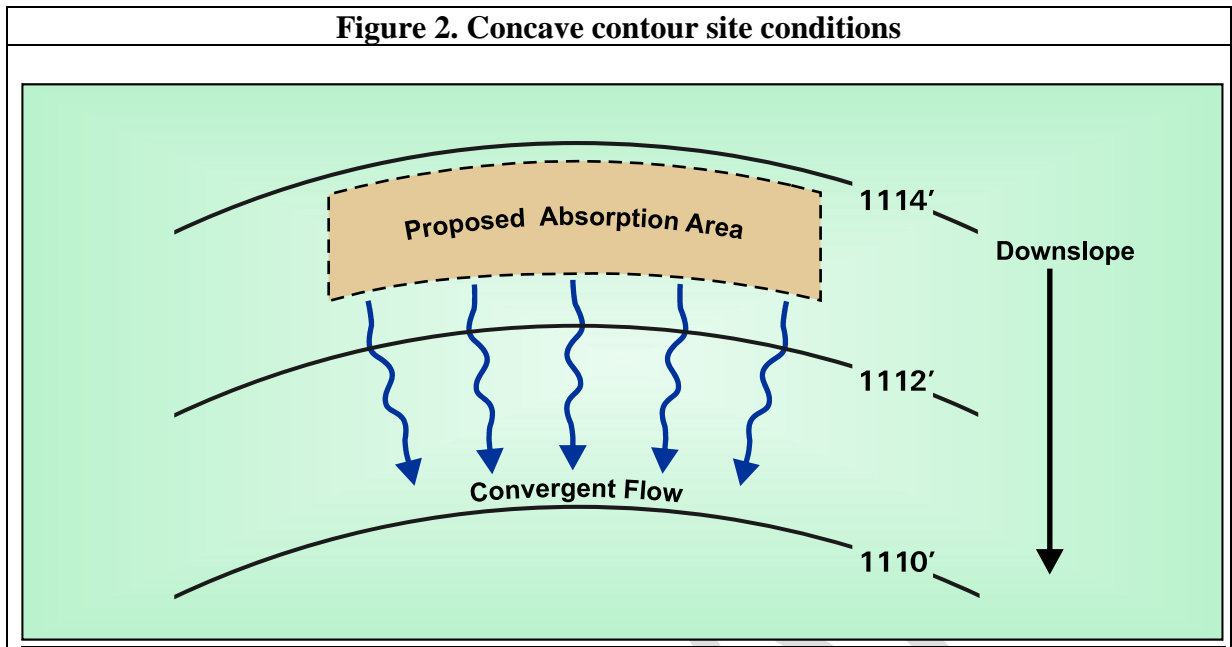 Figure 2. Concave contour site conditions
Proposed Absorption Area
1114’
Downslope
1112’
Convergent Flow
1110’